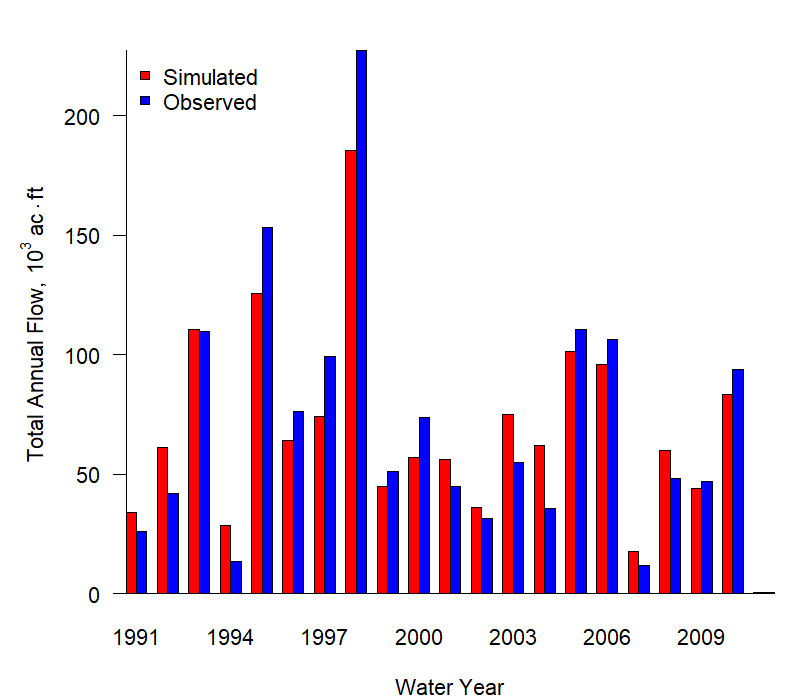 Simulated
Observed
200
150
100
50
0
Total Annual Flow, 10³ ac·ft
1991 1994 1997 2000 2003 2006 2009
Water Year